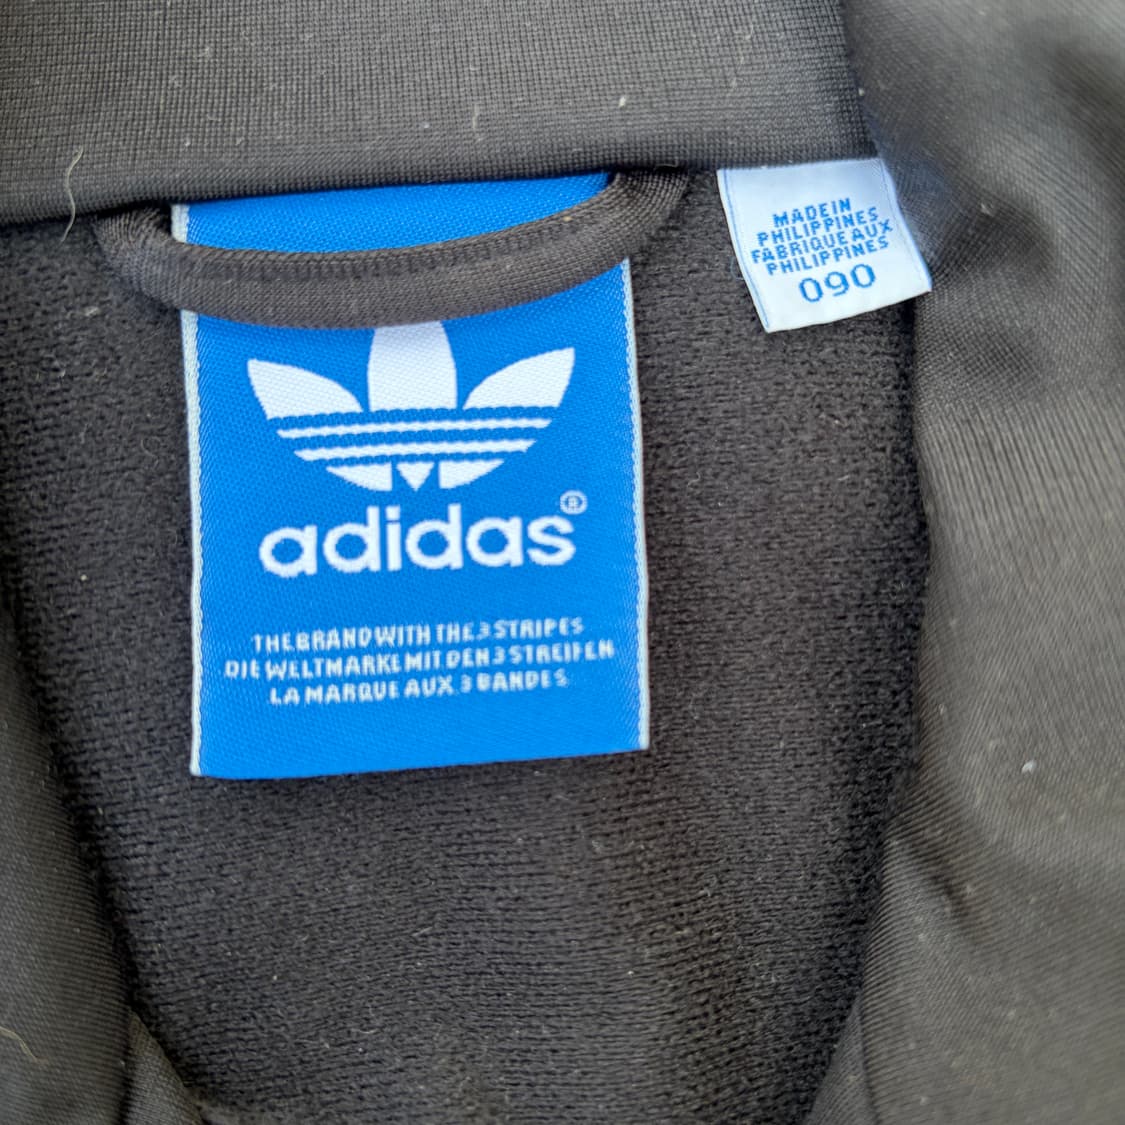 adidas®
THE BRAND WITH THE 3 STRIPES
DIE WELTMARKE MIT DEN 3 STREIFEN
LA MARQUE AUX 3 BANDES
MADE IN
PHILIPPINES
FABRIQUE AUX
PHILIPPINES
090